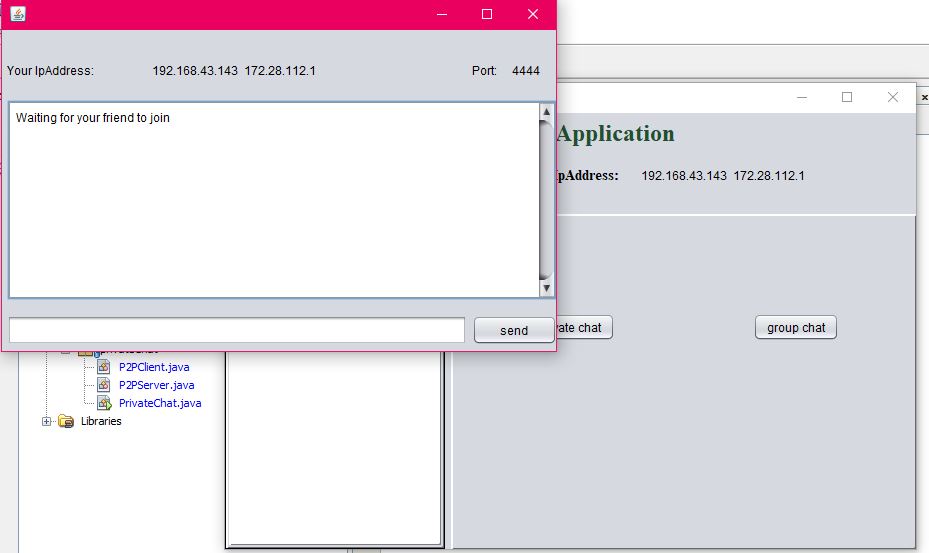 Your IpAddress: 192.168.43.143 172.28.112.1 Port: 4444
Waiting for your friend to join
send
Application
IpAddress: 192.168.43.143 172.28.112.1
group chat
chat
P2PClient.java
P2PServer.java
PrivateChat.java
Libraries